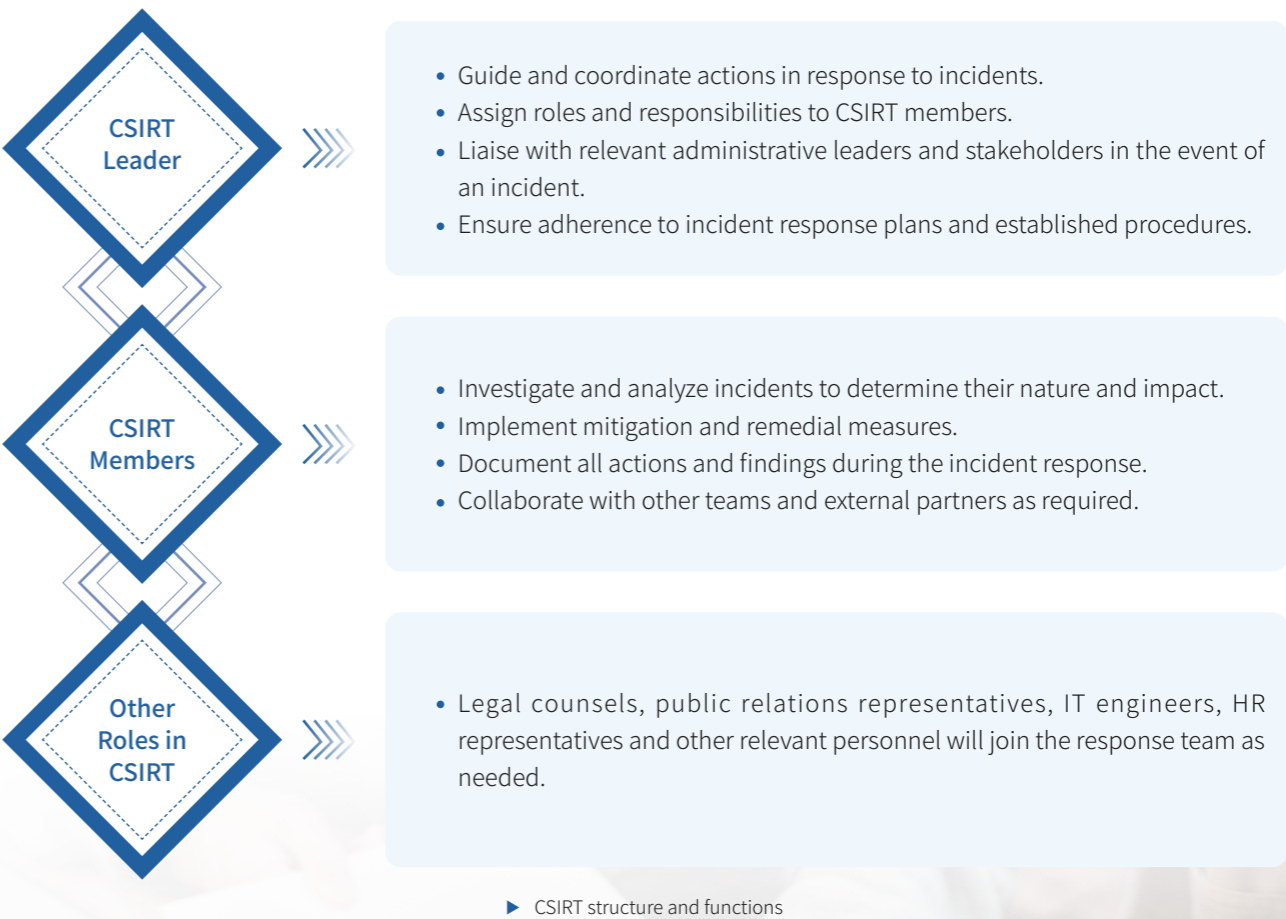 CSIRT
Leader
• Guide and coordinate actions in response to incidents.
• Assign roles and responsibilities to CSIRT members.
• Liaise with relevant administrative leaders and stakeholders in the event of
an incident.
• Ensure adherence to incident response plans and established procedures.
CSIRT
Members
• Investigate and analyze incidents to determine their nature and impact.
• Implement mitigation and remedial measures.
• Document all actions and findings during the incident response.
• Collaborate with other teams and external partners as required.
Other
Roles in
CSIRT
• Legal counsels, public relations representatives, IT engineers, HR
representatives and other relevant personnel will join the response team as
needed.
▶ CSIRT structure and functions